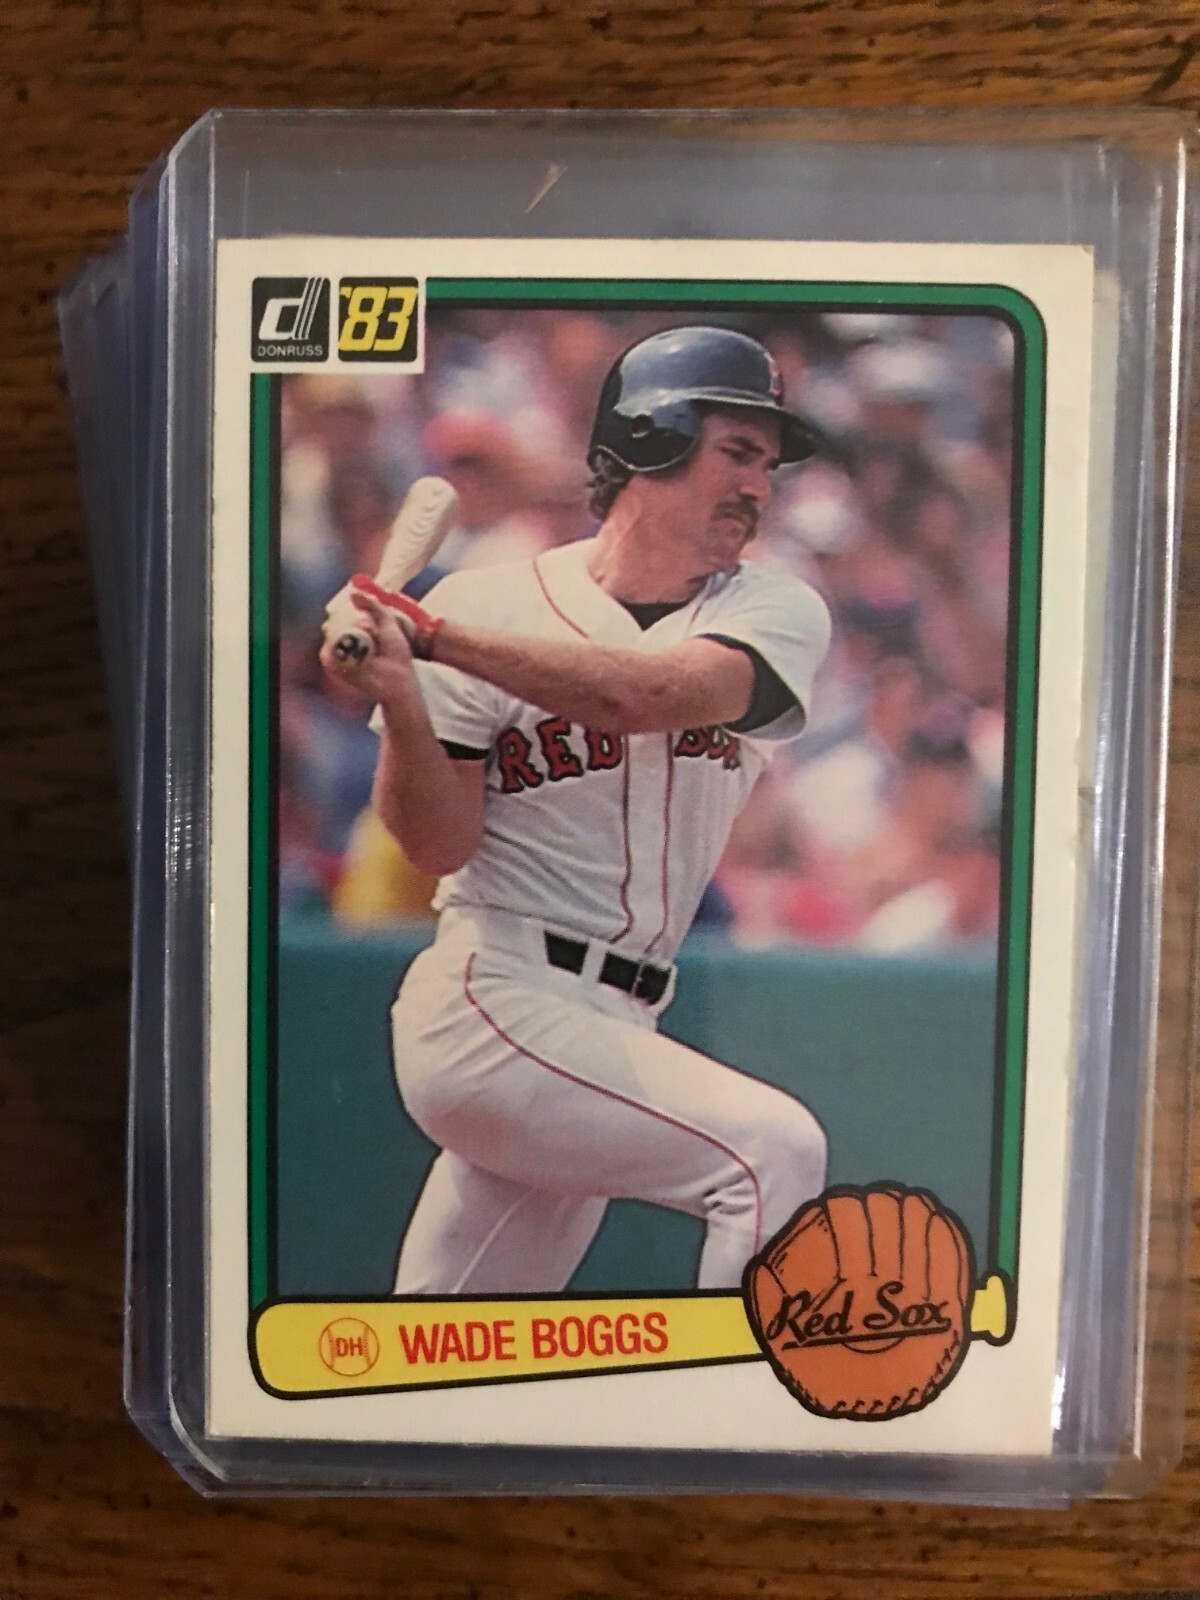 '83
DONRUSS
RED SOX
DH WADE BOGGS
Red Sox